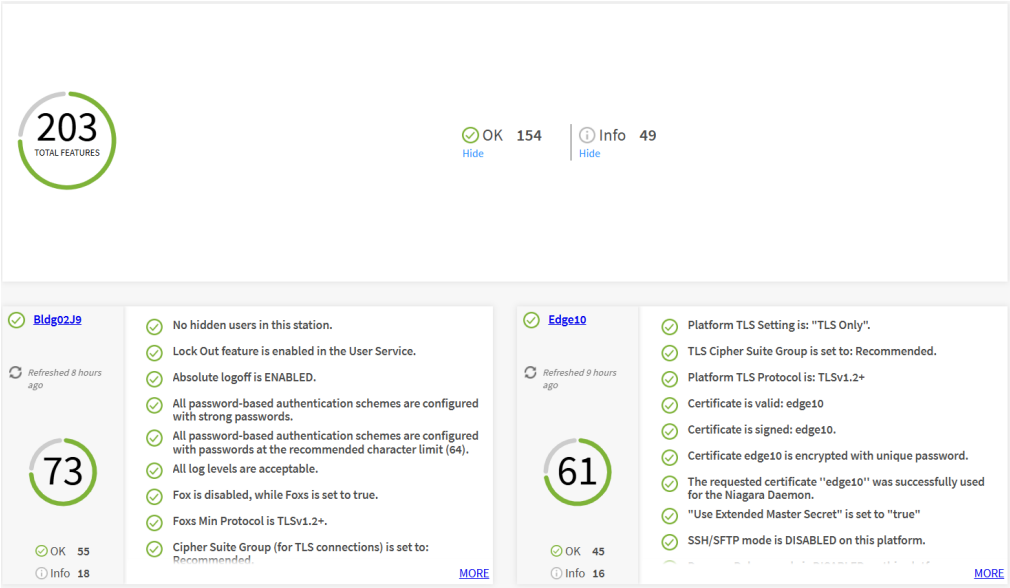 203
TOTAL FEATURES
OK 154
Hide
Info 49
Hide
Bldg02J9
Refreshed 8 hours
ago
73
OK 55
Info 18
No hidden users in this station.
Lock Out feature is enabled in the User Service.
Absolute logoff is ENABLED.
All password-based authentication schemes are configured
with strong passwords.
All password-based authentication schemes are configured
with passwords at the recommended character limit (64).
All log levels are acceptable.
Fox is disabled, while Foxs is set to true.
Foxs Min Protocol is TLSv1.2+.
Cipher Suite Group (for TLS connections) is set to:
Recommended.
MORE
Edge10
Refreshed 9 hours
ago
61
OK 45
Info 16
Platform TLS Setting is: "TLS Only".
TLS Cipher Suite Group is set to: Recommended.
Platform TLS Protocol is: TLSv1.2+
Certificate is valid: edge10
Certificate is signed: edge10.
Certificate edge10 is encrypted with unique password.
The requested certificate "edge10" was successfully used
for the Niagara Daemon.
"Use Extended Master Secret" is set to "true"
SSH/SFTP mode is DISABLED on this platform.
MORE